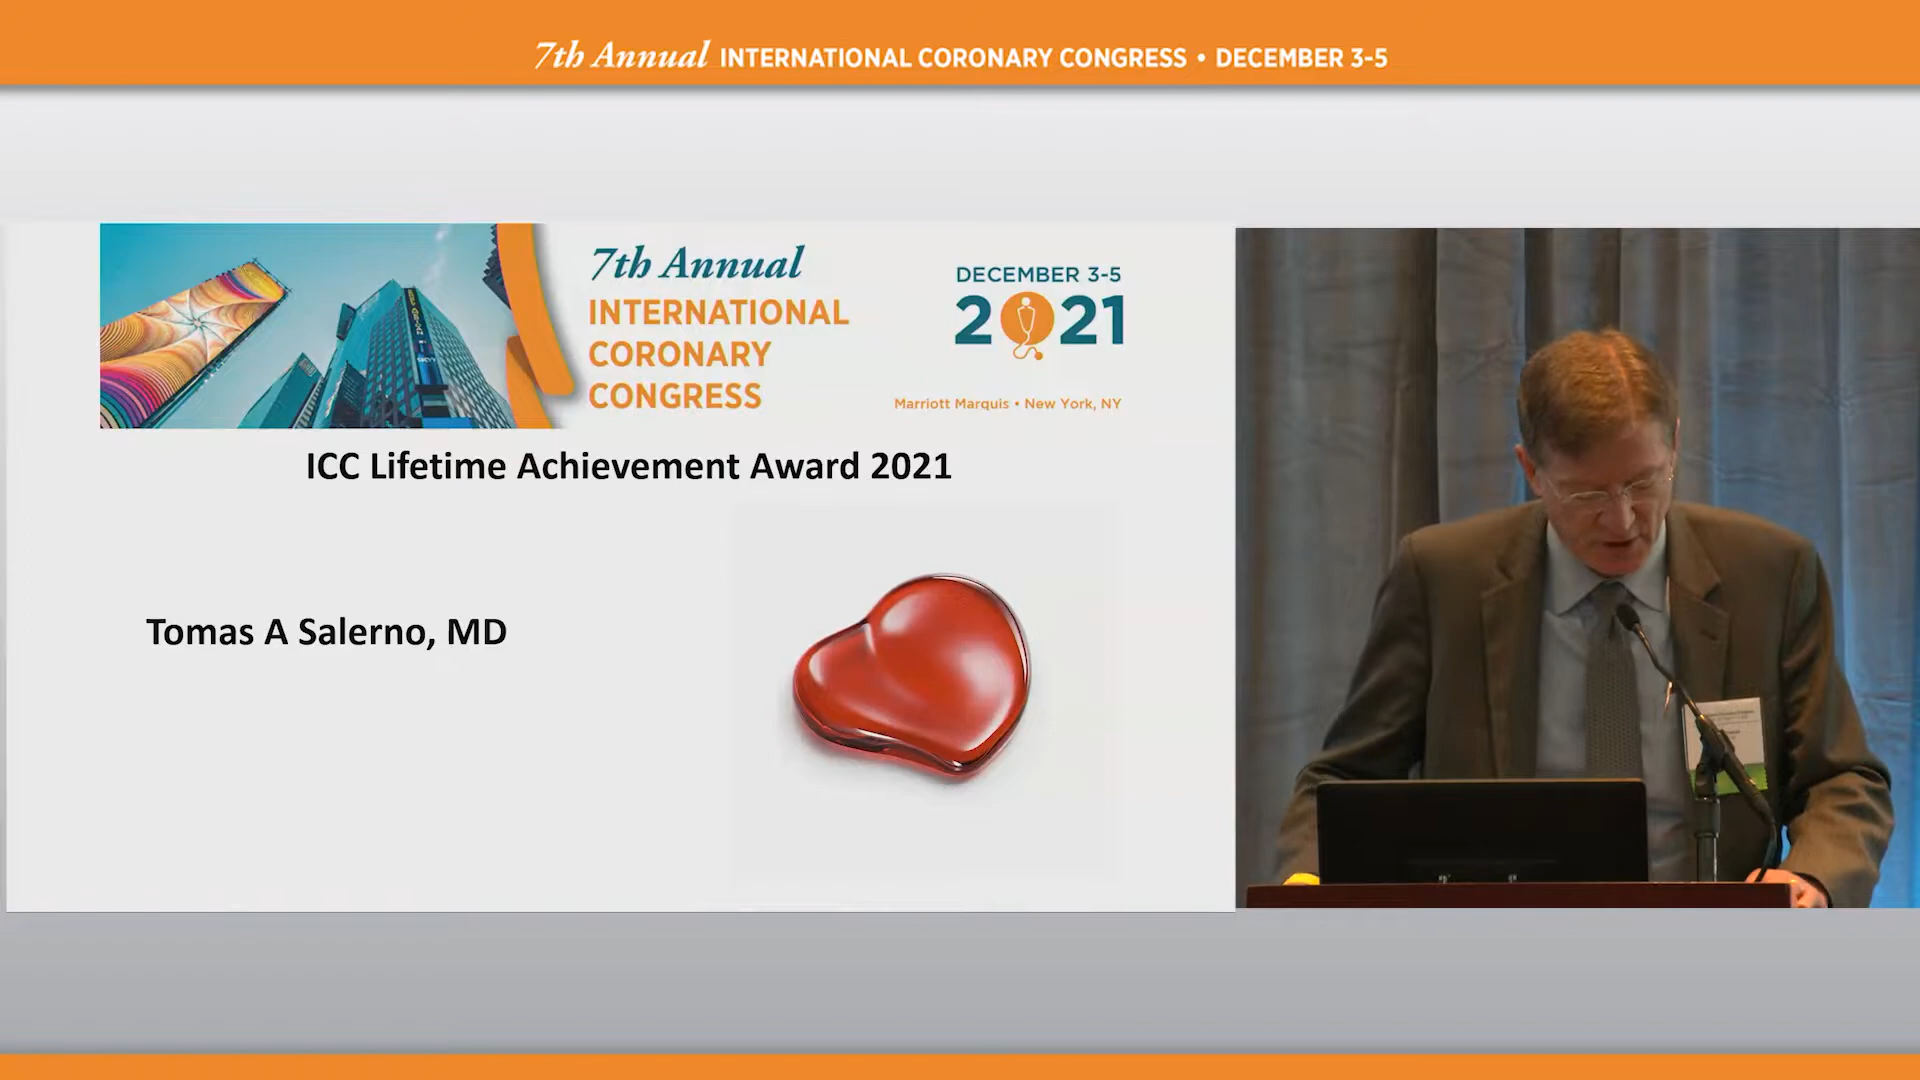 7th Annual INTERNATIONAL CORONARY CONGRESS • DECEMBER 3-5
7th Annual
INTERNATIONAL
CORONARY
CONGRESS
DECEMBER 3-5
2021
Marriott Marquis • New York, NY
ICC Lifetime Achievement Award 2021
Tomas A Salerno, MD